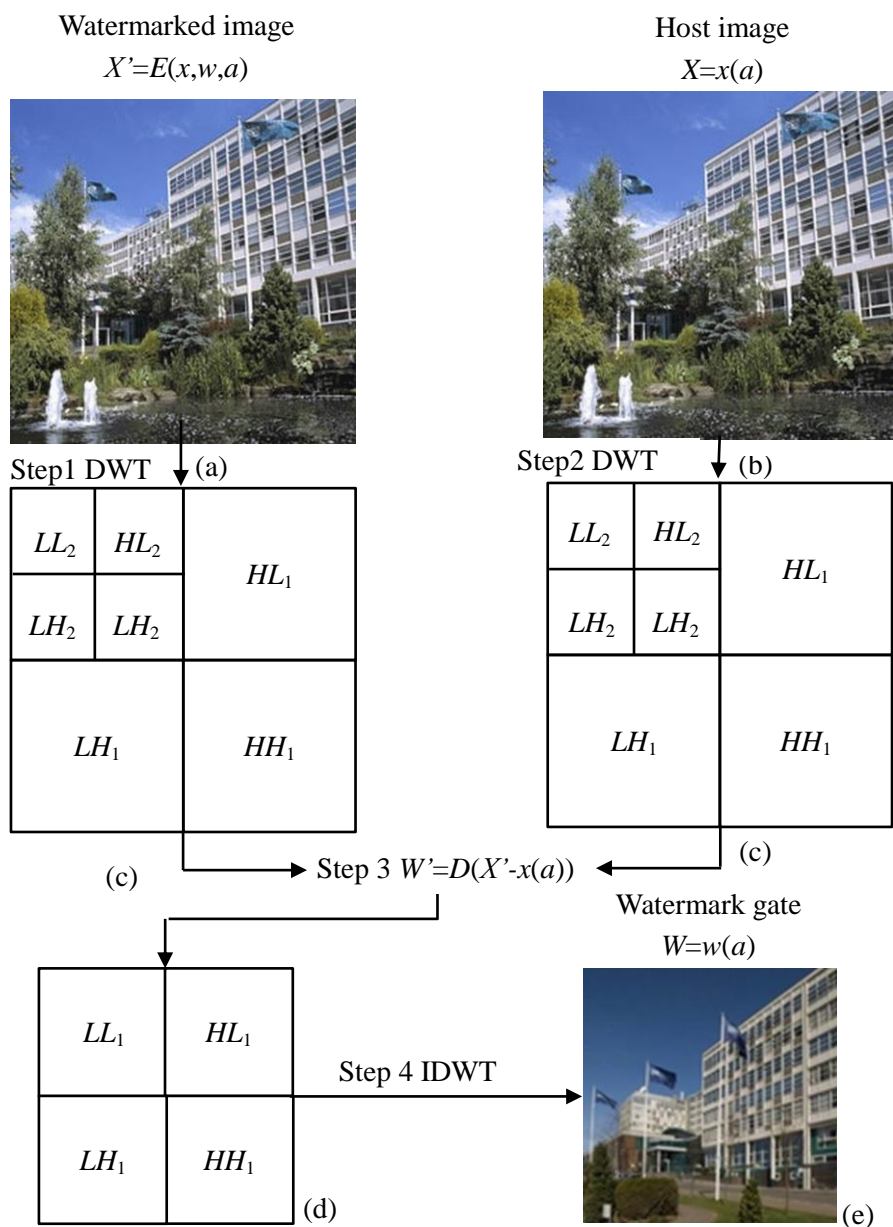 Watermarked image
X’=E(x,w,a)
Host image
X=x(a)
Step1 DWT
(a)
Step2 DWT
(b)
LL2 HL2
HL1
LH2 LH2
LH1 HH1
LL2 HL2
HL1
LH2 LH2
LH1 HH1
(c)
Step 3 W’=D(X’-x(a))
(c)
Watermark gate
W=w(a)
LL1 HL1
Step 4 IDWT
LH1 HH1
(d)
(e)